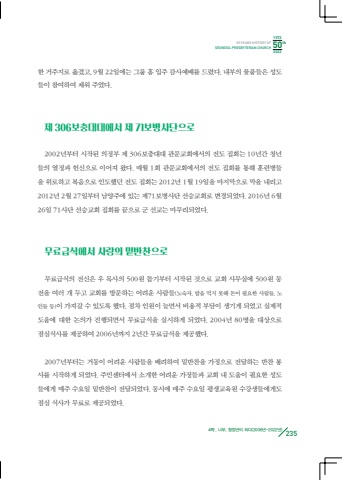 50 YEARS HISTORY OF
SEGWANG PRESBYTERIAN CHURCH
1972
50th
2022
한 거주지로 옮겼고, 9월 22일에는 그룹 홈 입주 감사예배를 드렸다. 내부의 물품들은 성도
들이 참여하여 채워 주었다.
제 306보충대대에서 제 71보병사단으로
2002년부터 시작된 의정부 제 306보충대대 관문교회에서의 전도 집회는 10년간 청년
들의 열정과 헌신으로 이어져 왔다. 매월 1회 관문교회에서의 전도 집회를 통해 훈련병들
을 위로하고 복음으로 인도했던 전도 집회는 2012년 1월 19일을 마지막으로 막을 내리고
2012년 2월 27일부터 남양주에 있는 제71보병사단 선승교회로 변경되었다. 2016년 6월
26일 71사단 선승교회 집회를 끝으로 군 선교는 마무리되었다.
무료급식에서 사랑의 밑반찬으로
무료급식의 전신은 우 목사의 500원 돕기부터 시작된 것으로 교회 사무실에 500원 동
전을 여러 개 두고 교회를 방문하는 어려운 사람들(노숙자, 밥을 먹지 못해 돈이 필요한 사람들, 노
인들 등)이 가져갈 수 있도록 했다. 점차 인원이 늘면서 비용적 부담이 생기게 되었고 실제적
도움에 대한 논의가 진행되면서 무료급식을 실시하게 되었다. 2004년 80명을 대상으로
점심식사를 제공하여 2006년까지 2년간 무료급식을 제공했다.
2007년부터는 거동이 어려운 사람들을 배려하여 밑반찬을 가정으로 전달하는 반찬 봉
사를 시작하게 되었다. 주민센터에서 소개한 어려운 가정들과 교회 내 도움이 필요한 성도
들에게 매주 수요일 밑반찬이 전달되었다. 동시에 매주 수요일 평생교육원 수강생들에게도
점심 식사가 무료로 제공되었다.
235